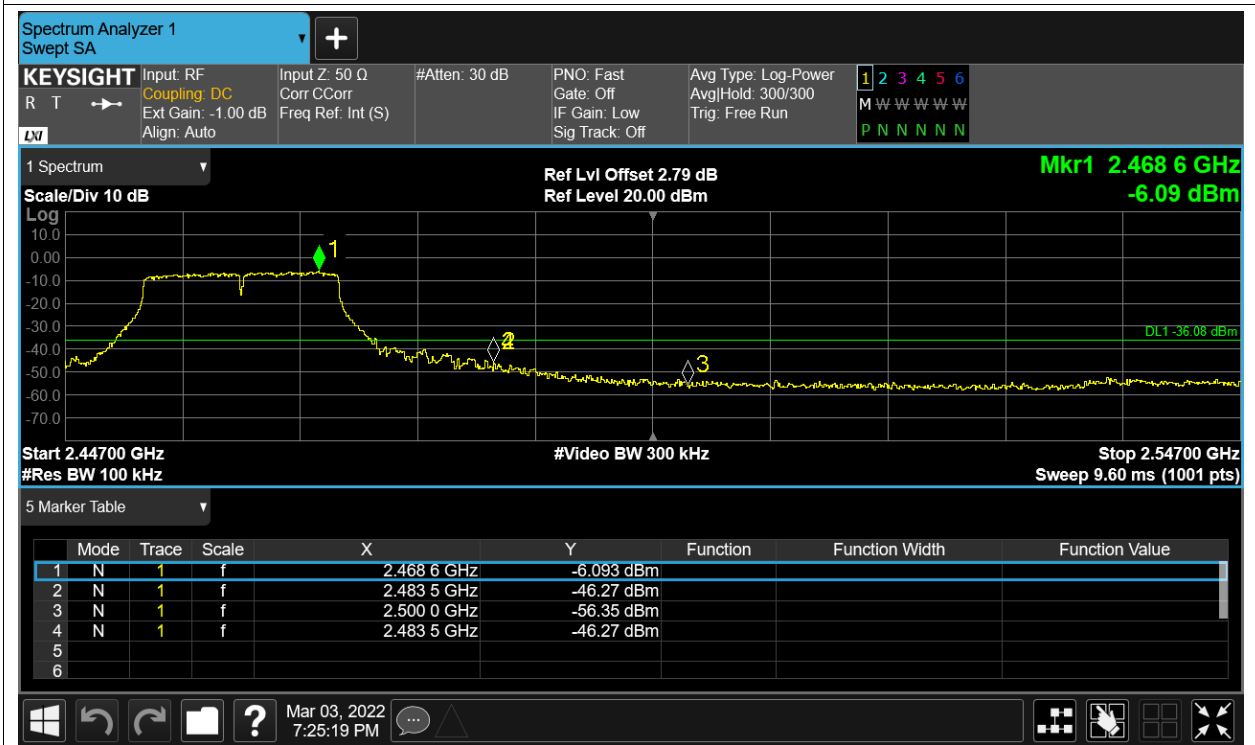 Spectrum Analyzer 1
Swept SA
+
KEYSIGHT Input: RF Input Z: 50 Ω #Atten: 30 dB PNO: Fast Avg Type: Log-Power 1 2 3 4 5 6
R T Coupling: DC Corr CCorr Gate: Off Avg|Hold: 300/300 M W W W W W
Ext Gain: -1.00 dB Freq Ref: Int (S) IF Gain: Low Trig: Free Run
LXI Align: Auto Sig Track: Off P N N N N N
1 Spectrum Ref Lvl Offset 2.79 dB Mkr1 2.468 6 GHz
Scale/Div 10 dB Ref Level 20.00 dBm -6.09 dBm
Log
10.0
0.00
-10.0
-20.0
-30.0
-40.0
-50.0
-60.0
-70.0
1
2
3
DL1 -36.08 dBm
Start 2.44700 GHz #Video BW 300 kHz Stop 2.54700 GHz
#Res BW 100 kHz Sweep 9.60 ms (1001 pts)
5 Marker Table
Mode Trace Scale X Y Function Function Width Function Value
1 N 1 f 2.468 6 GHz -6.093 dBm
2 N 1 f 2.483 5 GHz -46.27 dBm
3 N 1 f 2.500 0 GHz -56.35 dBm
4 N 1 f 2.483 5 GHz -46.27 dBm
5
6
? Mar 03, 2022
7:25:19 PM